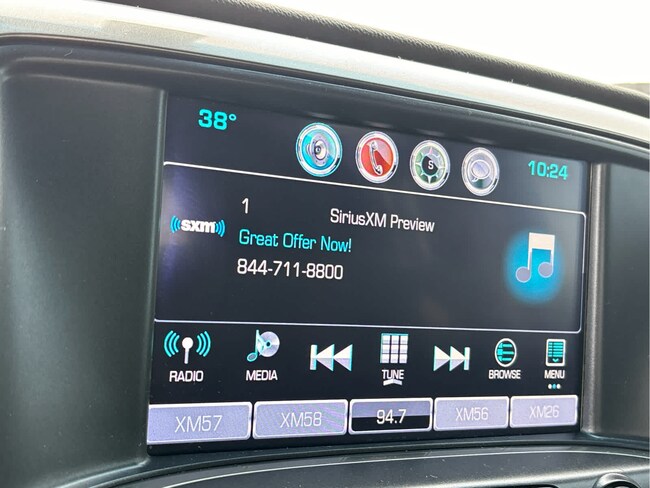 38°
S
10:24
1
SiriusXM Preview
((sxm))
Great Offer Now!
844-711-8800
RADIO
MEDIA
TUNE
BROWSE
MENU
XM57
XM58
94.7
XM56
XM26